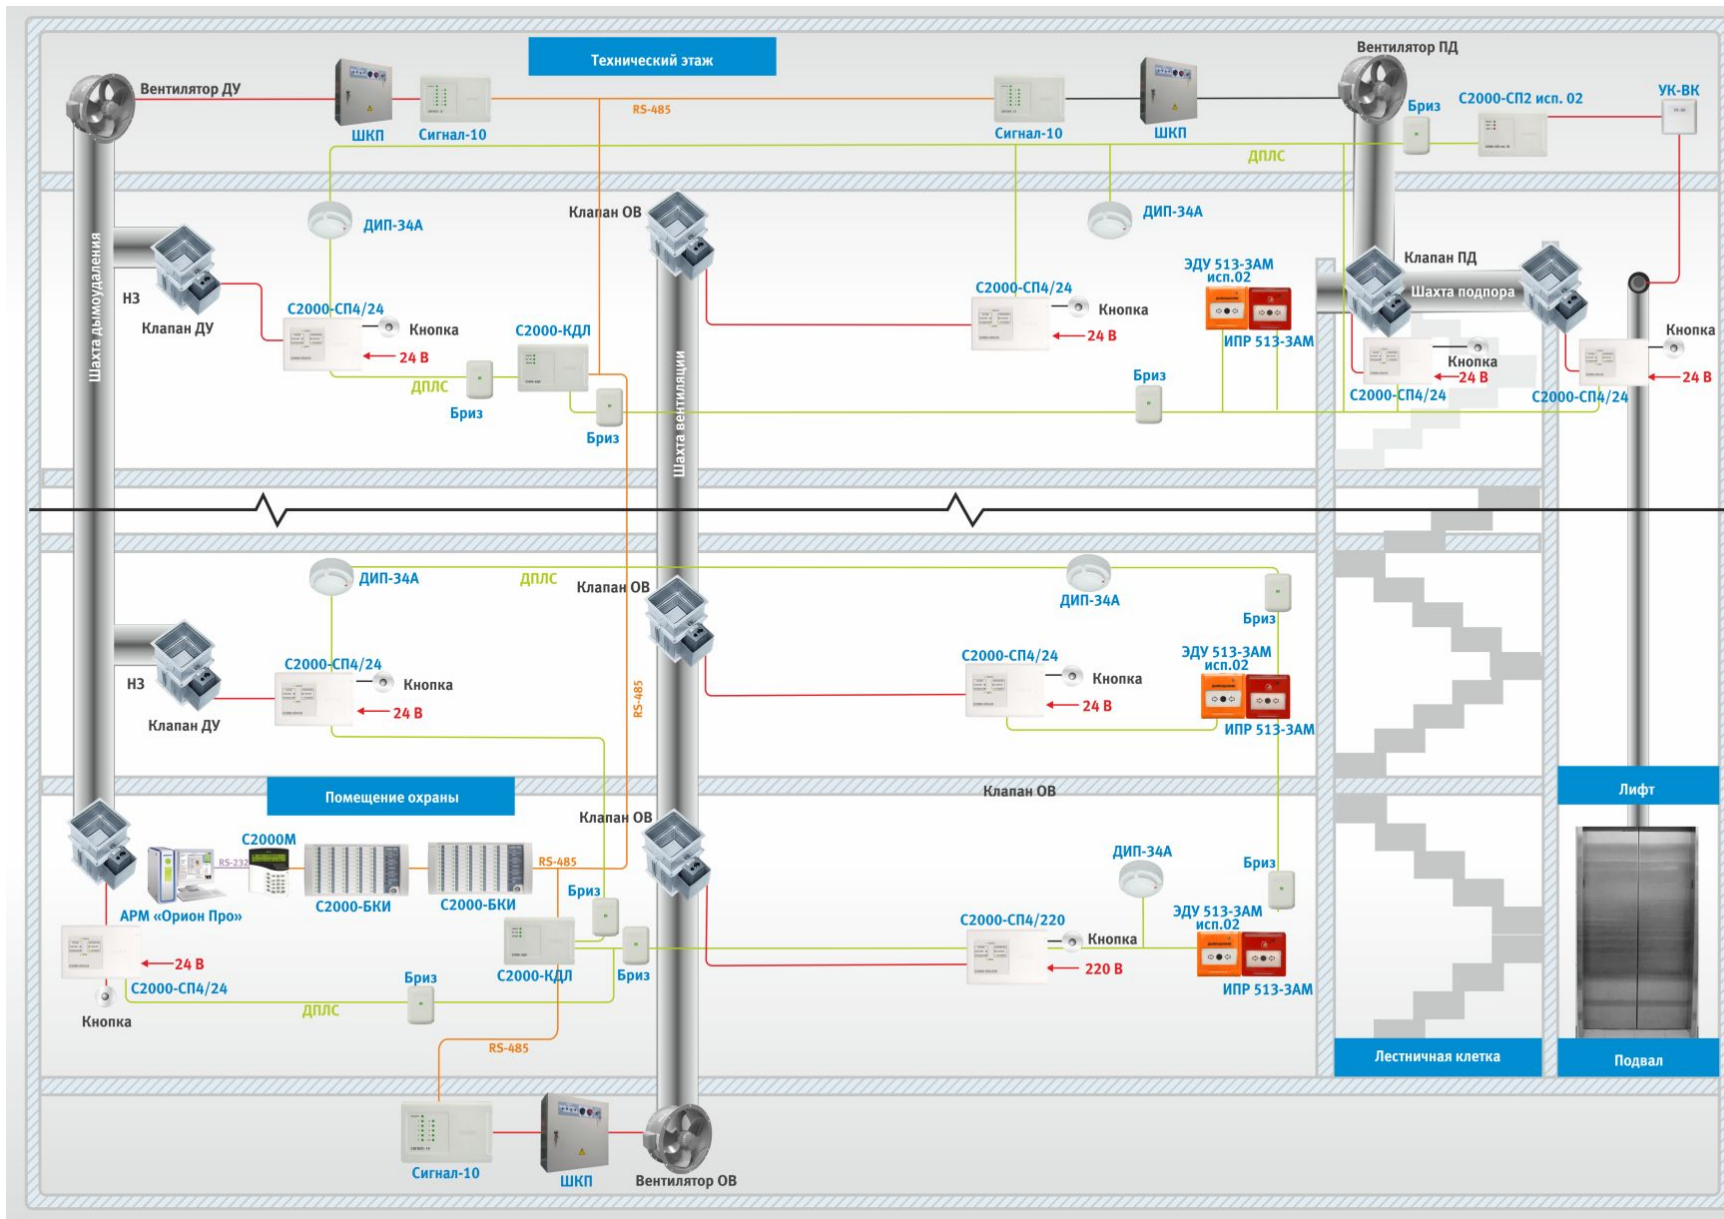 Технический этаж
Вентилятор ДУ
ШКП
Сигнал-10
RS-485
Сигнал-10
ШКП
Вентилятор ПД
Бриз
С2000-СП2 исп. 02
УК-ВК
ДПЛС
Шахта дымоудаления
НЗ
Клапан ДУ
ДИП-34А
С2000-СП4/24
Кнопка
24 В
ДПЛС
Бриз
С2000-КДЛ
Бриз
Клапан ОВ
Шахта вентиляции
ДИП-34А
С2000-СП4/24
Кнопка
24 В
ЭДУ 513-3АМ
исп.02
ИПР 513-3АМ
Бриз
Клапан ПД
Шахта подпора
Кнопка
24 В
С2000-СП4/24
Кнопка
24 В
С2000-СП4/24
ДИП-34А
ДПЛС
Клапан ОВ
ДИП-34А
Бриз
НЗ
Клапан ДУ
С2000-СП4/24
Кнопка
24 В
RS-485
С2000-СП4/24
Кнопка
24 В
ЭДУ 513-3АМ
исп.02
ИПР 513-3АМ
Помещение охраны
Клапан ОВ
Клапан ОВ
Лифт
АРМ «Орион Про»
RS-232
С2000М
С2000-БКИ
С2000-БКИ
RS-485
Бриз
С2000-КДЛ
Бриз
24 В
С2000-СП4/24
Кнопка
ДПЛС
Бриз
RS-485
С2000-СП4/220
Кнопка
220 В
ДИП-34А
Бриз
ЭДУ 513-3АМ
исп.02
ИПР 513-3АМ
Лестничная клетка
Подвал
Сигнал-10
ШКП
Вентилятор ОВ